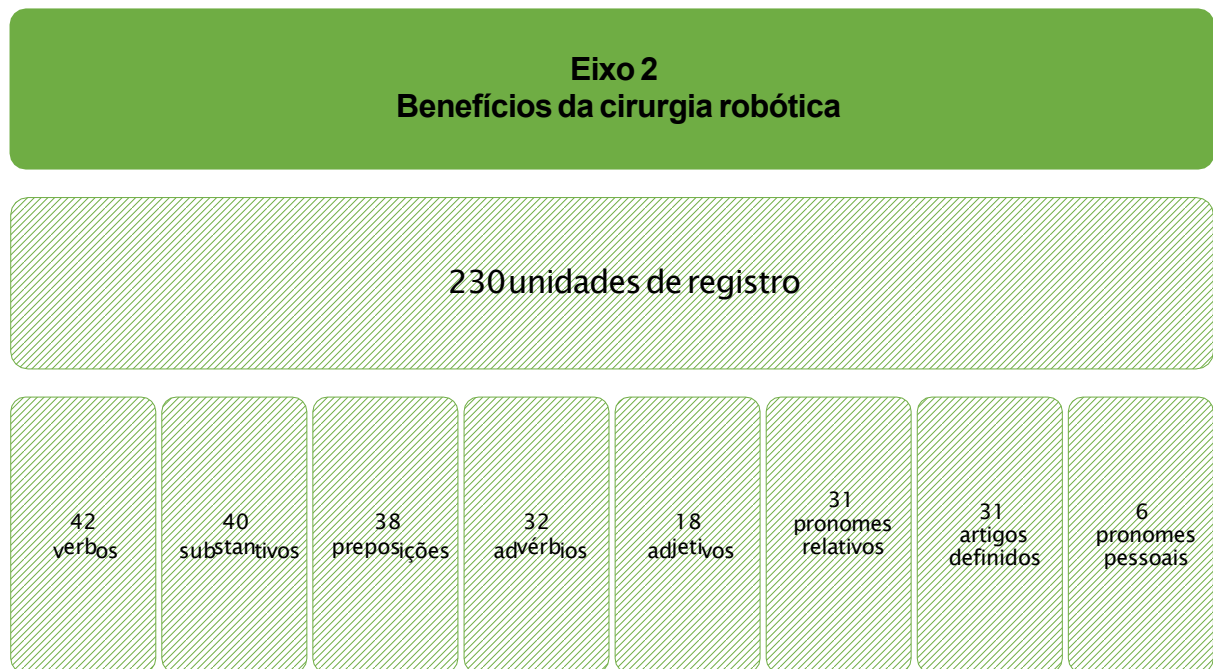 Eixo 2
Benefícios da cirurgia robótica
230 unidades de registro
42
verbos
40
substantivos
38
preposições
32
advérbios
18
adjetivos
31
pronomes
relativos
31
artigos
definidos
6
pronomes
pessoais